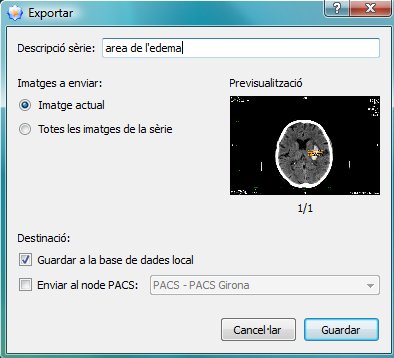 Exportar
Descripció sèrie: area de l'edema
Imatges a enviar:
Imatge actual
Totes les imatges de la sèrie
Previsualització
1/1
Destinació:
Guardar a la base de dades local
Enviar al node PACS: PACS - PACS Girona
Cancel·lar Guardar